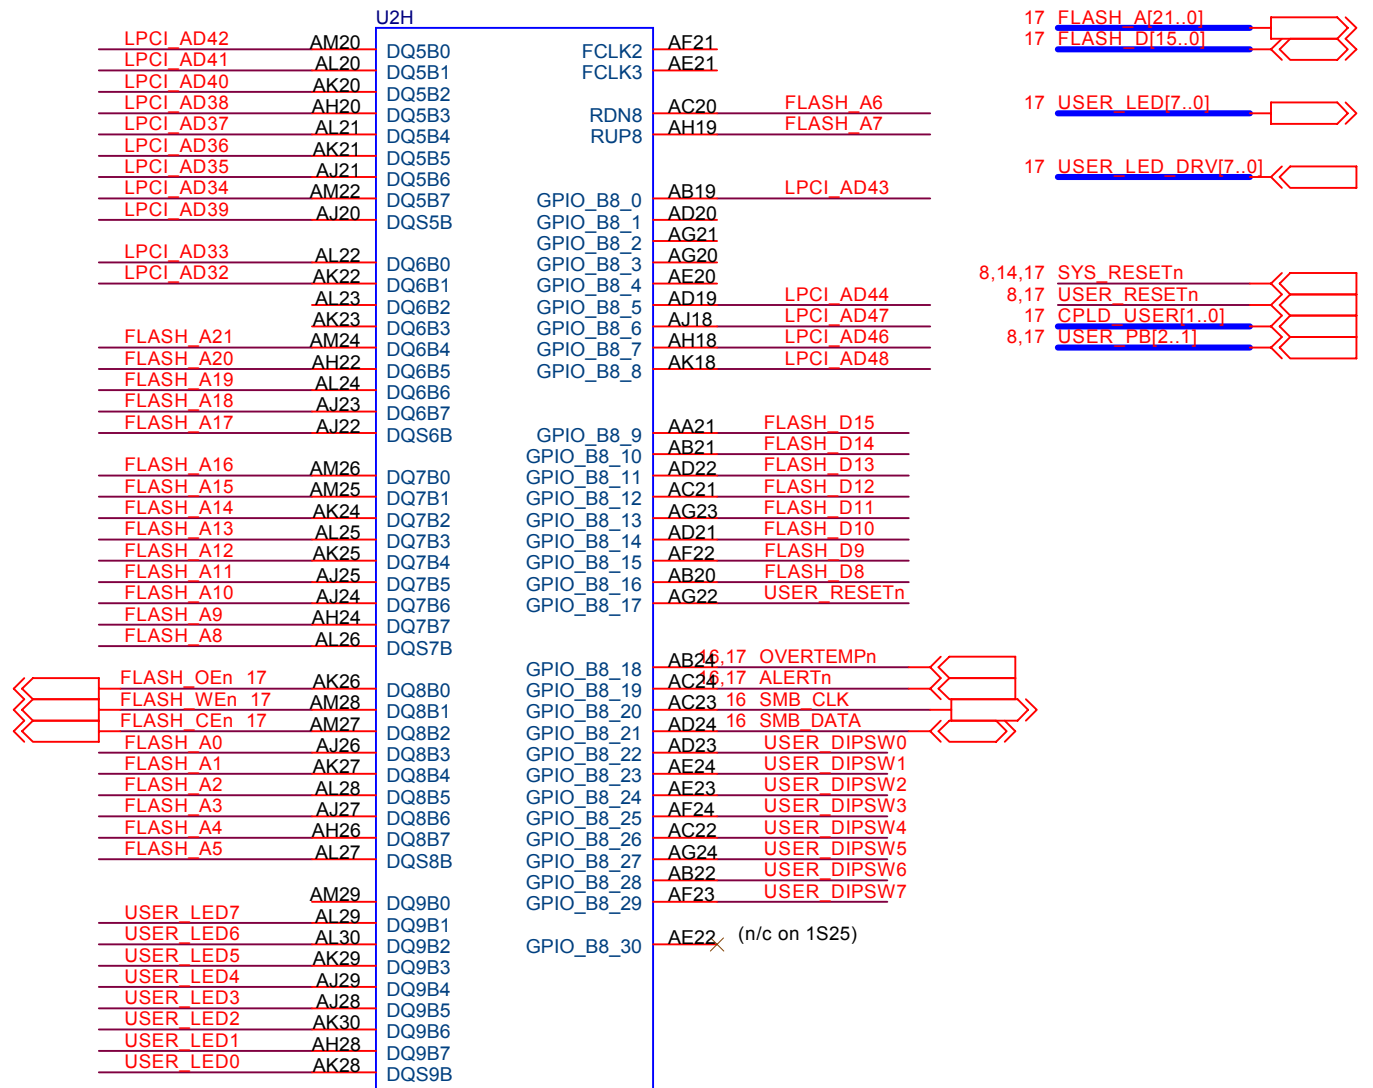 U2H
LPCI_AD42 AM20 DQ5B0
LPCI_AD41 AL20 DQ5B1
LPCI_AD40 AK20 DQ5B2
LPCI_AD38 AH20 DQ5B3
LPCI_AD37 AL21 DQ5B4
LPCI_AD36 AK21 DQ5B5
LPCI_AD35 AJ21 DQ5B6
LPCI_AD34 AM22 DQ5B7
LPCI_AD39 AJ20 DQS5B
LPCI_AD33 AL22 DQ6B0
LPCI_AD32 AK22 DQ6B1
AL23 DQ6B2
AK23 DQ6B3
FLASH_A21 AM24 DQ6B4
FLASH_A20 AH22 DQ6B5
FLASH_A19 AL24 DQ6B6
FLASH_A18 AJ23 DQ6B7
FLASH_A17 AJ22 DQS6B
FLASH_A16 AM26 DQ7B0
FLASH_A15 AM25 DQ7B1
FLASH_A14 AK24 DQ7B2
FLASH_A13 AL25 DQ7B3
FLASH_A12 AK25 DQ7B4
FLASH_A11 AJ25 DQ7B5
FLASH_A10 AJ24 DQ7B6
FLASH_A9 AH24 DQ7B7
FLASH_A8 AL26 DQS7B
FLASH_OEn 17 AK26 DQ8B0
FLASH_WEn 17 AM28 DQ8B1
FLASH_CEn 17 AM27 DQ8B2
FLASH_A0 AJ26 DQ8B3
FLASH_A1 AK27 DQ8B4
FLASH_A2 AL28 DQ8B5
FLASH_A3 AJ27 DQ8B6
FLASH_A4 AH26 DQ8B7
FLASH_A5 AL27 DQS8B
AM29 DQ9B0
USER_LED7 AL29 DQ9B1
USER_LED6 AL30 DQ9B2
USER_LED5 AK29 DQ9B3
USER_LED4 AJ29 DQ9B4
USER_LED3 AJ28 DQ9B5
USER_LED2 AK30 DQ9B6
USER_LED1 AH28 DQ9B7
USER_LED0 AK28 DQS9B
FCLK2 AF21
FCLK3 AE21
RDN8 AC20 FLASH_A6
RUP8 AH19 FLASH_A7
GPIO_B8_0 AB19 LPCI_AD43
GPIO_B8_1 AD20
GPIO_B8_2 AG21
GPIO_B8_3 AG20
GPIO_B8_4 AE20
GPIO_B8_5 AD19 LPCI_AD44
GPIO_B8_6 AJ18 LPCI_AD47
GPIO_B8_7 AH18 LPCI_AD46
GPIO_B8_8 AK18 LPCI_AD48
GPIO_B8_9 AA21 FLASH_D15
GPIO_B8_10 AB21 FLASH_D14
GPIO_B8_11 AD22 FLASH_D13
GPIO_B8_12 AC21 FLASH_D12
GPIO_B8_13 AG23 FLASH_D11
GPIO_B8_14 AD21 FLASH_D10
GPIO_B8_15 AF22 FLASH_D9
GPIO_B8_16 AB20 FLASH_D8
GPIO_B8_17 AG22 USER_RESETn
GPIO_B8_18 AB24 16,17 OVERTEMPn
GPIO_B8_19 AC24 16,17 ALERTn
GPIO_B8_20 AC23 16 SMB_CLK
GPIO_B8_21 AD24 16 SMB_DATA
GPIO_B8_22 AD23 USER_DIPSW0
GPIO_B8_23 AE24 USER_DIPSW1
GPIO_B8_24 AE23 USER_DIPSW2
GPIO_B8_25 AF24 USER_DIPSW3
GPIO_B8_26 AC22 USER_DIPSW4
GPIO_B8_27 AG24 USER_DIPSW5
GPIO_B8_28 AB22 USER_DIPSW6
GPIO_B8_29 AF23 USER_DIPSW7
GPIO_B8_30 AE22 (n/c on 1S25)
17 FLASH_A[21..0]
17 FLASH_D[15..0]
17 USER_LED[7..0]
17 USER_LED_DRV[7..0]
8,14,17 SYS_RESETn
8,17 USER_RESETn
17 CPLD_USER[1..0]
8,17 USER_PB[2..1]